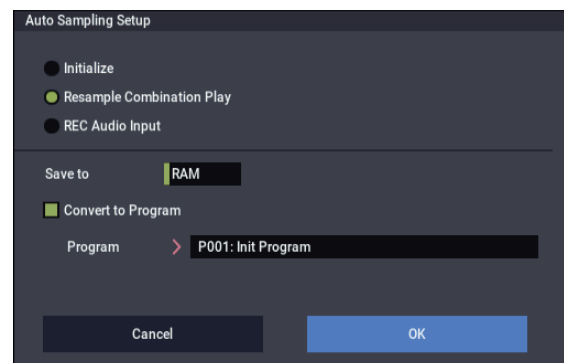 Auto Sampling Setup
Initialize
Resample Combination Play
REC Audio Input
Save to RAM
Convert to Program
Program P001: Init Program
Cancel OK